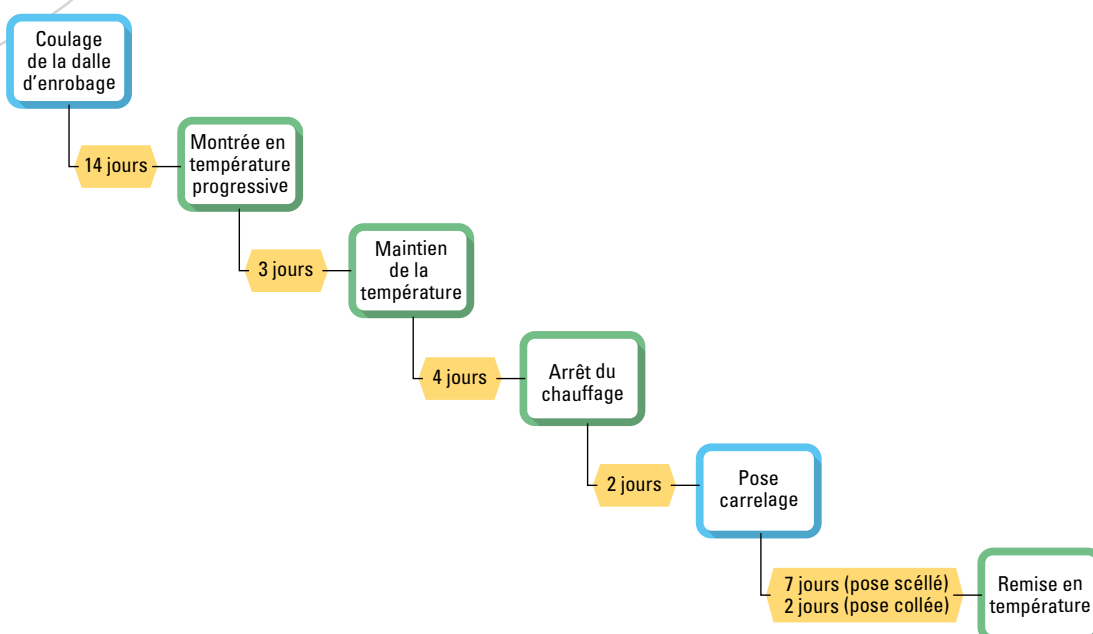 Coulage
de la dalle
d'enrobage
14 jours
Montrée en
température
progressive
3 jours
Maintien
de la
température
4 jours
Arrêt du
chauffage
2 jours
Pose
carrelage
7 jours (pose scéllé)
2 jours (pose collée)
Remise en
température